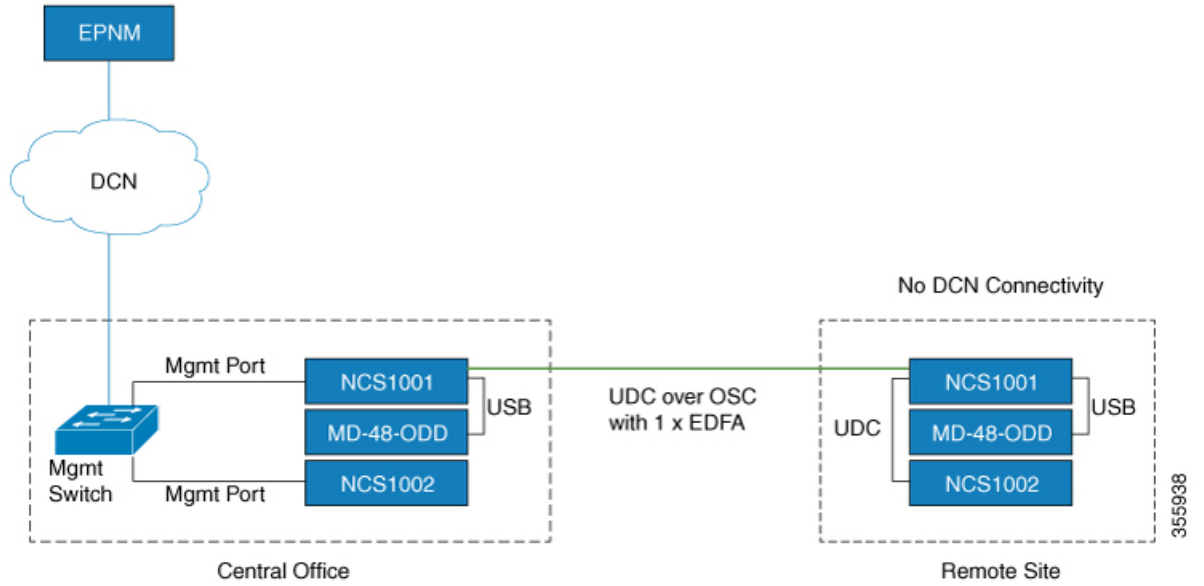 EPNM
DCN
No DCN Connectivity
Mgmt Port
NCS1001
USB
MD-48-ODD
NCS1002
Mgmt
Switch
Mgmt Port
UDC over OSC
with 1 x EDFA
UDC
NCS1001
USB
MD-48-ODD
NCS1002
355938
Central Office
Remote Site